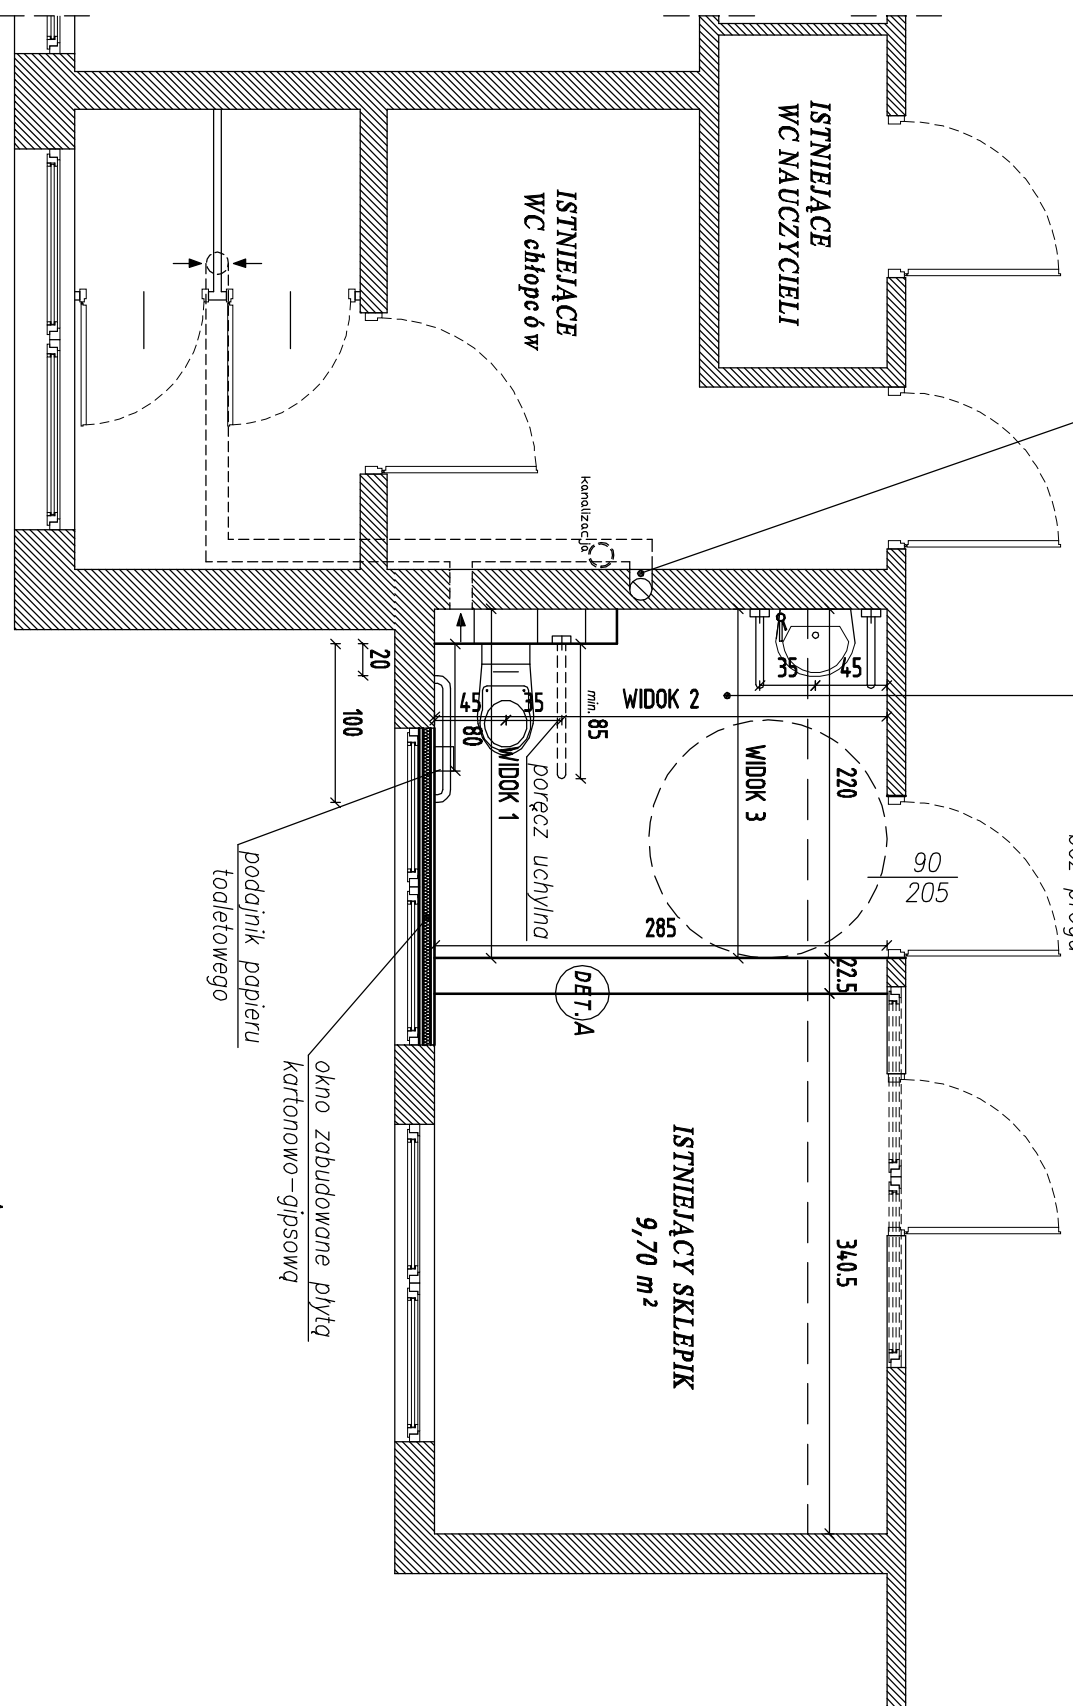 ISTNIEJĄCE
WC NAUCZYCIELI
ISTNIEJĄCE
WC chłopców
kanalizacja
20
100
45
35
80
min. 85
WIDOK 1
WIDOK 2
WIDOK 3
35
45
220
poręcz uchylna
90
205
bez progu
285
22.5
DET.A
podajnik papieru
toaletowego
okno zabudowane płytą
kartonowo-gipsową
ISTNIEJĄCY SKLEPIK
9,70 m²
340.5